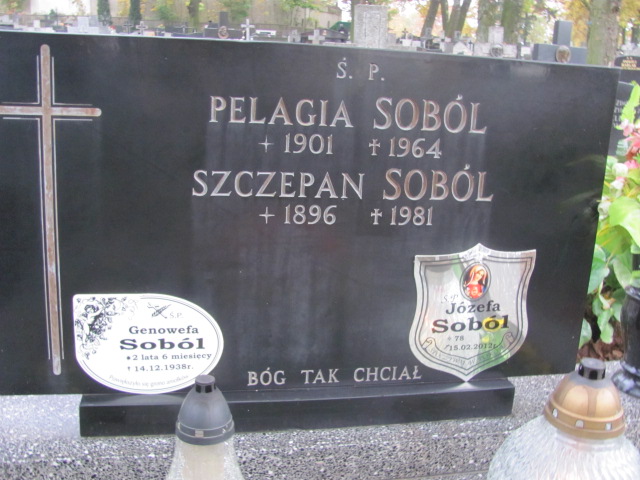 Ś. P.
PELAGIA SOBÓL
+ 1901 ✝ 1964
SZCZEPAN SOBÓL
+ 1896 ✝ 1981
Ś.P.
Genowefa
Soból
• 2 lata 6 miesięcy
✝ 14.12.1938r.
Ś.P.
Józefa
Soból
+ 78
15.02.2012r.
BÓG TAK CHCIAŁ